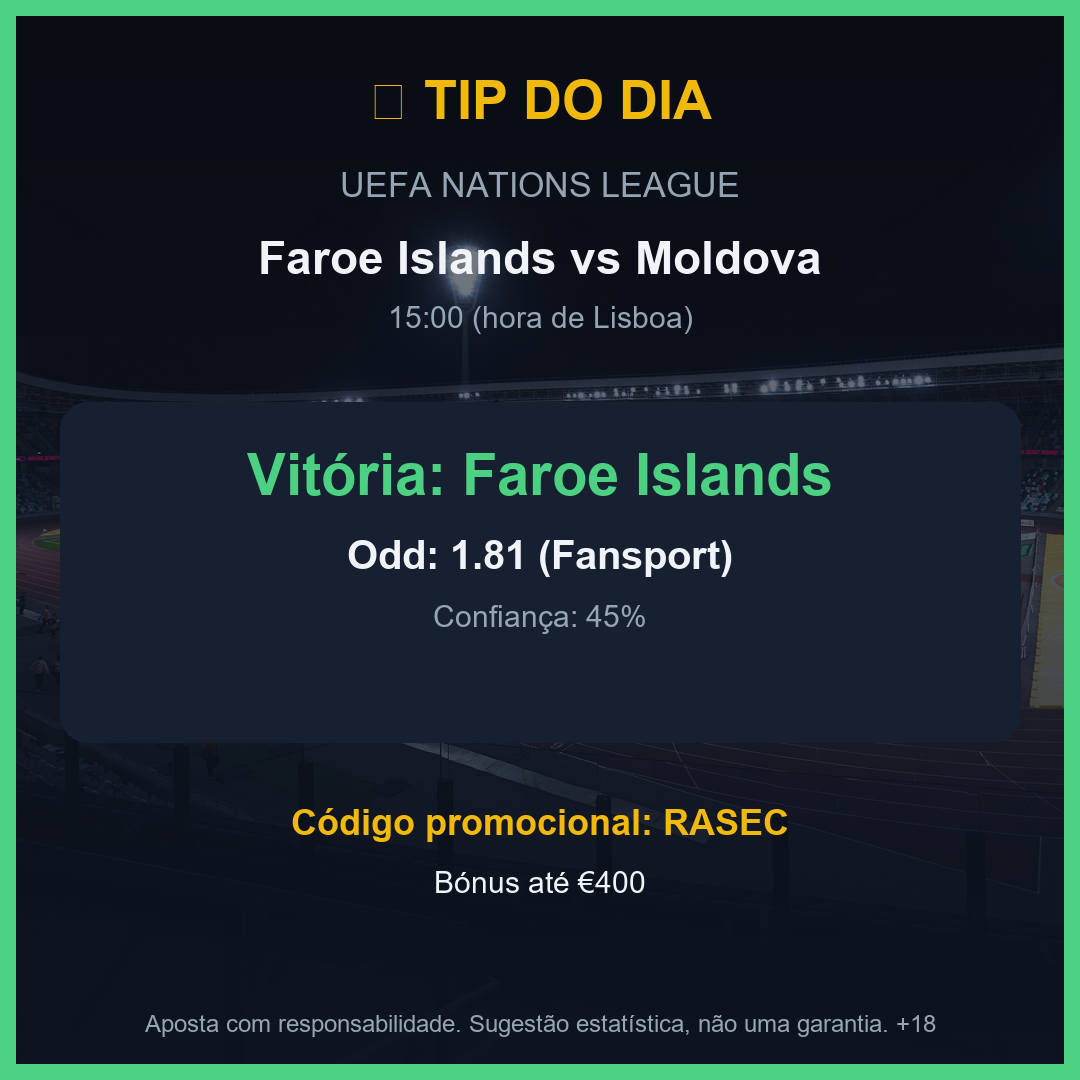 TIP DO DIA
UEFA NATIONS LEAGUE
Faroe Islands vs Moldova
15:00 (hora de Lisboa)
Vitória: Faroe Islands
Odd: 1.81 (Fansport)
Confiança: 45%
Código promocional: RASEC
Bónus até €400
Aposta com responsabilidade. Sugestão estatística, não uma garantia. +18